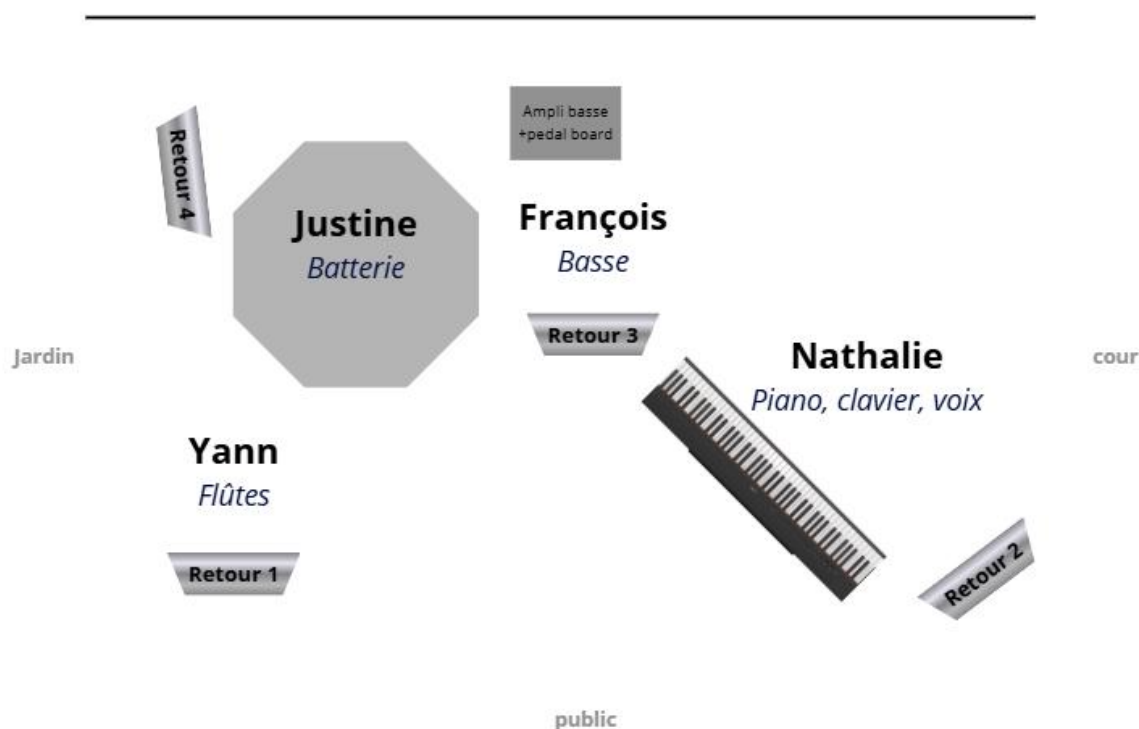 Ampli basse
+pedal board
Retour 4
Justine
Batterie
François
Basse
Retour 3
Jardin
Nathalie
Piano, clavier, voix
cour
Yann
Flûtes
Retour 1
Retour 2
public